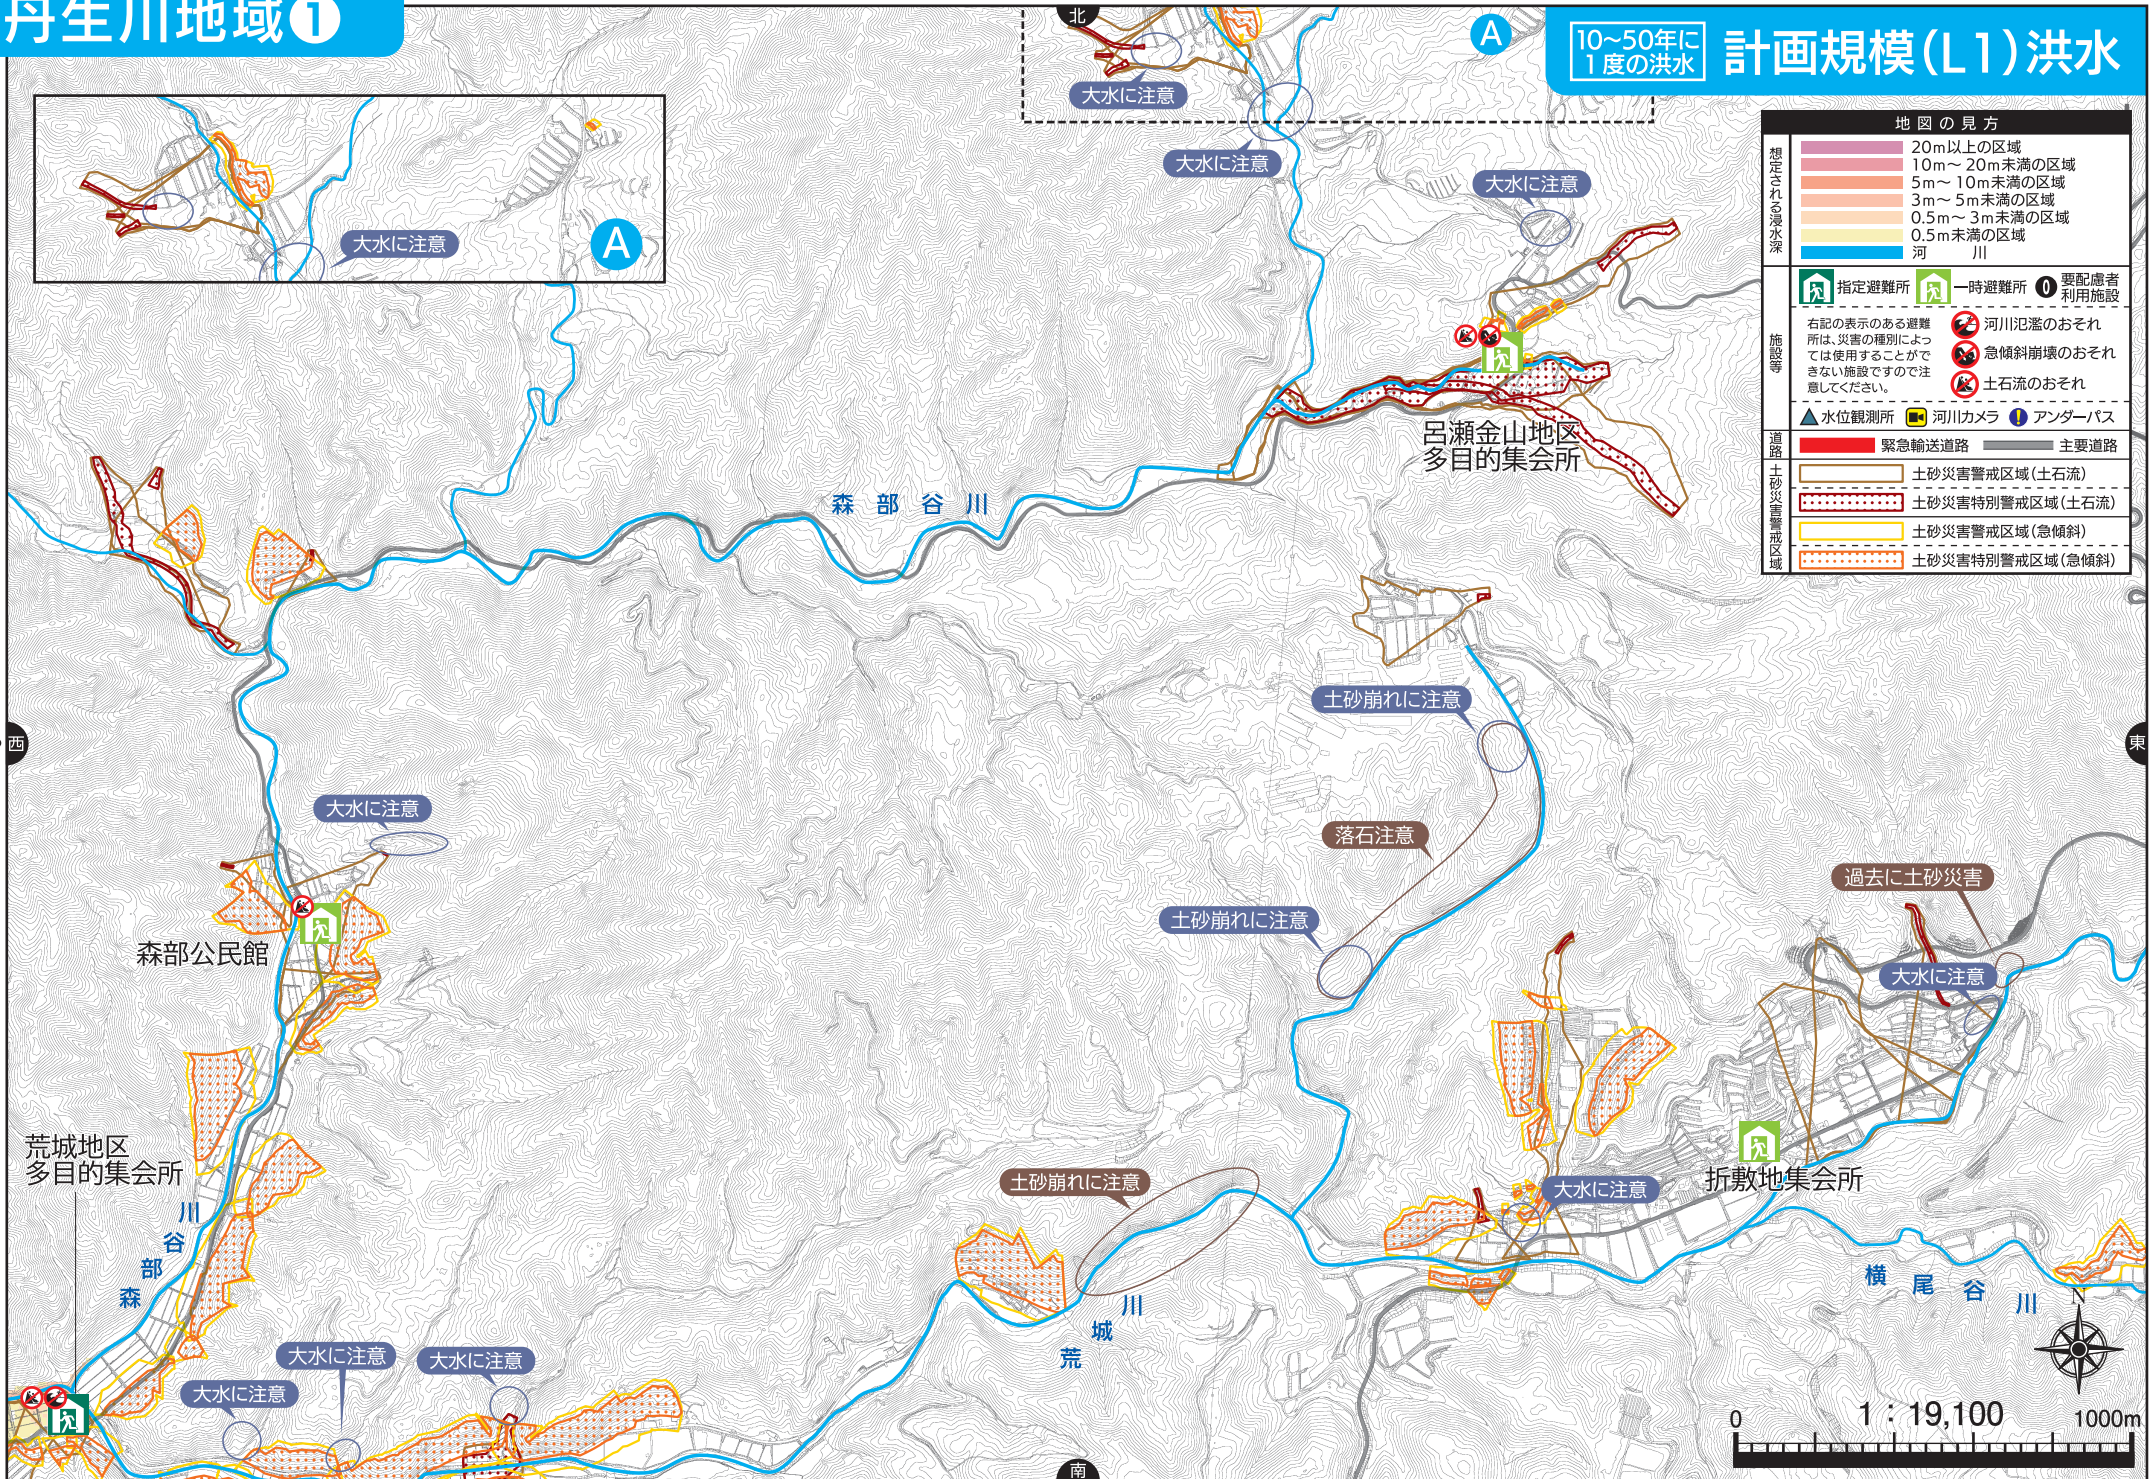 丹生川地域❶
北
A
10~50年に
1度の洪水
計画規模(L1)洪水
大水に注意
大水に注意
大水に注意
大水に注意
A
地図の見方
想定される浸水深
20m以上の区域
10m~20m未満の区域
5m~10m未満の区域
3m~5m未満の区域
0.5m~3m未満の区域
0.5m未満の区域
河川
施設等
指定避難所
一時避難所
要配慮者
利用施設
右記の表示のある避難
所は、災害の種別によっ
ては使用することがで
きない施設ですので注
意してください。
河川氾濫のおそれ
急傾斜崩壊のおそれ
土石流のおそれ
水位観測所
河川カメラ
アンダーパス
道路
緊急輸送道路
主要道路
土砂災害警戒区域
土砂災害警戒区域(土石流)
土砂災害特別警戒区域(土石流)
土砂災害警戒区域(急傾斜)
土砂災害特別警戒区域(急傾斜)
呂瀬金山地区
多目的集会所
森部谷川
土砂崩れに注意
西
東
大水に注意
落石注意
過去に土砂災害
土砂崩れに注意
森部公民館
大水に注意
荒城地区
多目的集会所
土砂崩れに注意
大水に注意
折敷地集会所
森部谷川
荒城川
横尾谷川
N
大水に注意
大水に注意
大水に注意
1:19,100
0
1000m
南